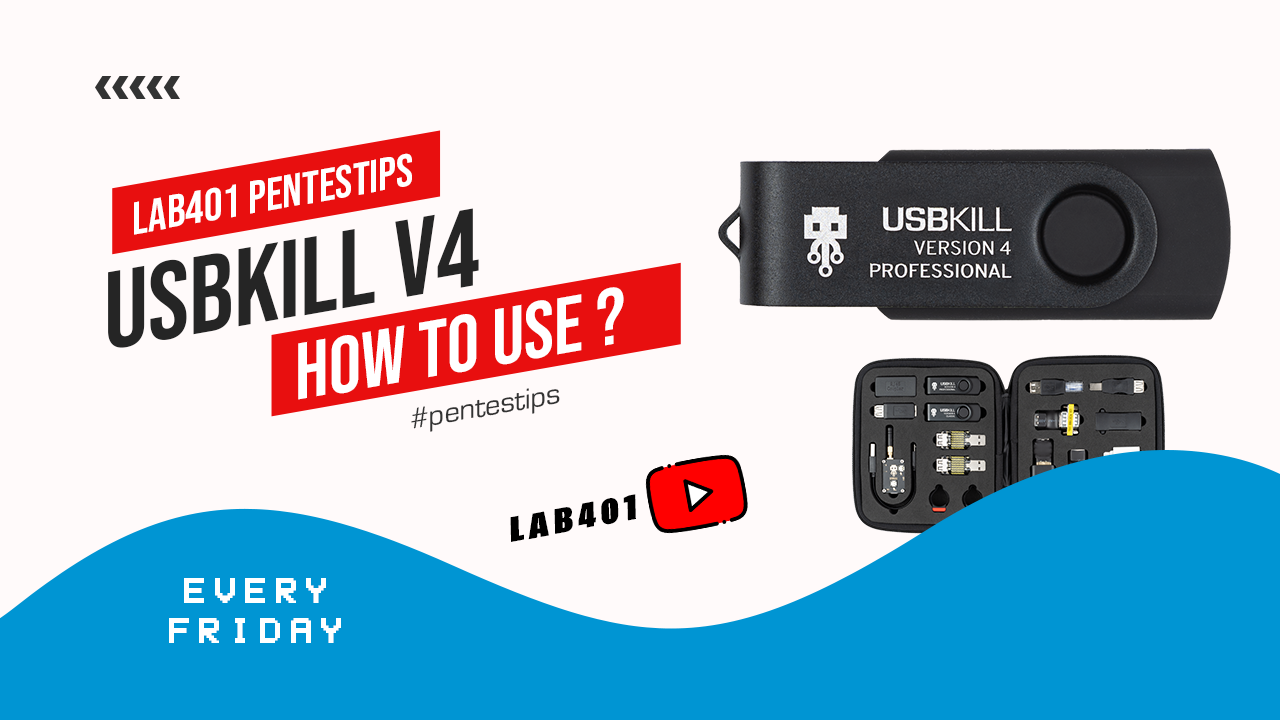 LAB401 PENTESTIPS
USBKILL V4
HOW TO USE ?
#pentestips
LAB401
EVERY
FRIDAY
USBKILL
VERSION 4
PROFESSIONAL